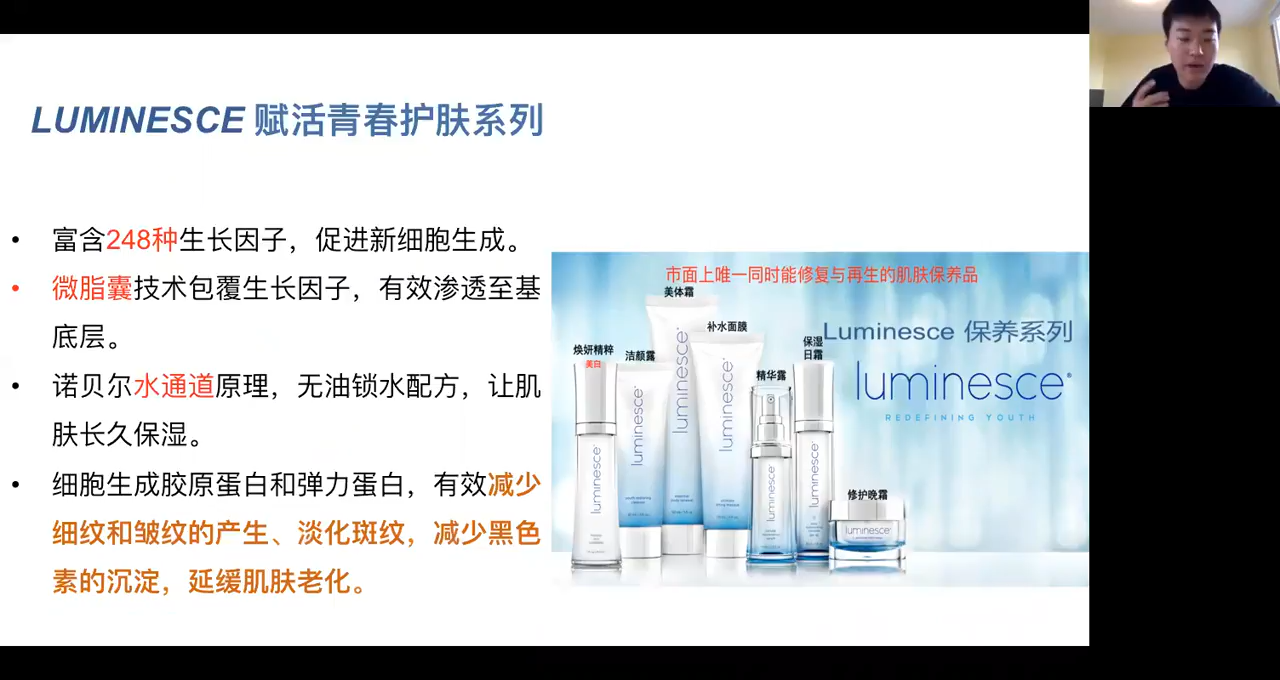 LUMINESCE 赋活青春护肤系列
• 富含248种生长因子，促进新细胞生成。
• 微脂囊技术包覆生长因子，有效渗透至基
底层。
• 诺贝尔水通道原理，无油锁水配方，让肌
肤长久保湿。
• 细胞生成胶原蛋白和弹力蛋白，有效减少
细纹和皱纹的产生、淡化斑纹，减少黑色
素的沉淀，延缓肌肤老化。
市面上唯一同时能修复与再生的肌肤保养品
美体霜
补水面膜
Luminesce 保养系列
保湿
日霜
焕妍精粹
美白
洁颜露
精华露
luminesce®
REDEFINING YOUTH
修护晚霜
luminesce
luminesce
luminesce
luminesce
luminesce
luminesce
luminesce